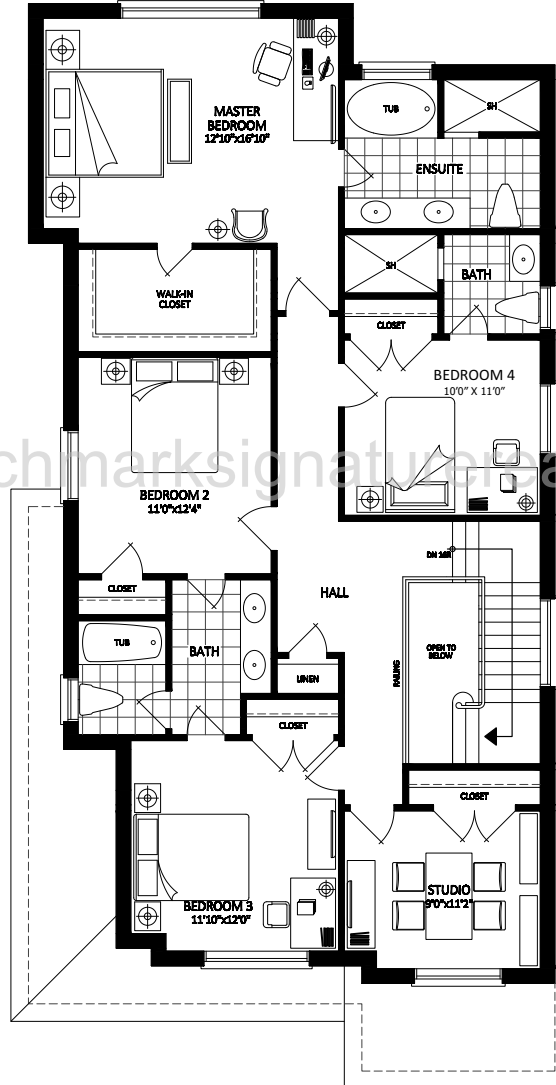 MASTER
BEDROOM
12'10"x16'10"
TUB
SH
ENSUITE
WALK-IN
CLOSET
SH
BATH
CLOSET
BEDROOM 4
10'0" X 11'0"
chmarksignaturerea
BEDROOM 2
11'0"x12'4"
DN 16R
CLOSET
HALL
TUB
BATH
OPEN TO
BELOW
RAILING
LINEN
CLOSET
CLOSET
BEDROOM 3
11'10"x12'0"
STUDIO
9'0"x11'2"